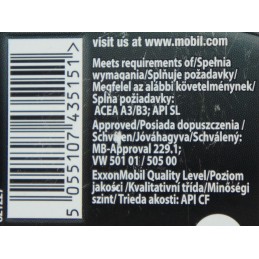 visit us at www.mobil.com
Meets requirements of/Spełnia
wymagania/Splňuje požadavky/
Megfelel az alábbi követelménynek/
Spĺňa požiadavky:
ACEA A3/B3; API SL
Approved/Posiada dopuszczenia /
Schválen/Jóváhagyva/Schválený:
MB-Approval 229.1;
VW 501 01 / 505 00
ExxonMobil Quality Level/Poziom
jakości /Kvalitativní třída/Minőségi
szint/Trieda akosti: API CF
5 055107 435151 >